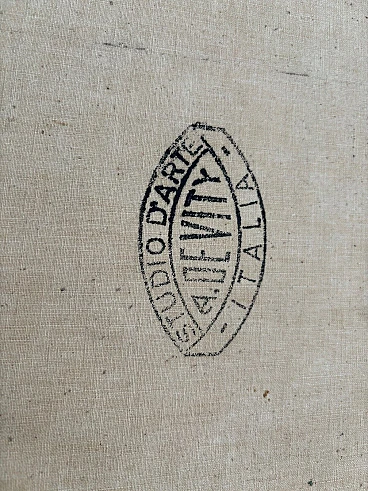 STUDIO D'ARTE
A. DEVITY
- ITALIA -